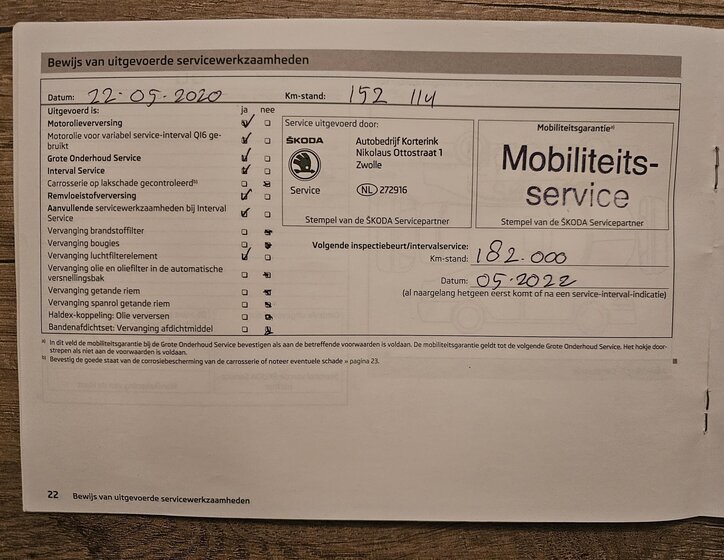 Bewijs van uitgevoerde servicewerkzaamheden
Datum: 22-05-2020 Km-stand: 152 114
Uitgevoerd is: ja nee
Motorolieverversing
Motorolie voor variabel service-interval QI6 ge-
bruikt
Grote Onderhoud Service
Interval Service
Carrosserie op lakschade gecontroleerd b)
Remvloeistofverversing
Aanvullende servicewerkzaamheden bij Interval
Service
Vervanging brandstoffilter
Vervanging bougies
Vervanging luchtfilterelement
Vervanging olie en oliefilter in de automatische
versnellingsbak
Vervanging getande riem
Vervanging spanrol getande riem
Haldex-koppeling: Olie verversen
Bandenafdichtset: Vervanging afdichtmiddel
Service uitgevoerd door:
ŠKODA
Service
Autobedrijf Korterink
Nikolaus Ottostraat 1
Zwolle
NL 272916
Stempel van de ŠKODA Servicepartner
Mobiliteitsgarantie a)
Mobiliteits-
service
Stempel van de ŠKODA Servicepartner
Volgende inspectiebeurt/intervalservice:
Km-stand: 182.000
Datum: 05-2022
(al naargelang hetgeen eerst komt of na een service-interval-indicatie)
a) In dit veld de mobiliteitsgarantie bij de Grote Onderhoud Service bevestigen als aan de betreffende voorwaarden is voldaan. De mobiliteitsgarantie geldt tot de volgende Grote Onderhoud Service. Het hokje door-
strepen als niet aan de voorwaarden is voldaan.
b) Bevestig de goede staat van de corrosiebescherming van de carrosserie of noteer eventuele schade » pagina 23.
22 Bewijs van uitgevoerde servicewerkzaamheden